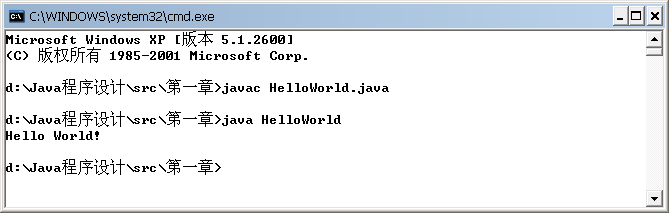 C:\WINDOWS\system32\cmd.exe
Microsoft Windows XP [版本 5.1.2600]
(C) 版权所有 1985-2001 Microsoft Corp.
d:\Java程序设计\src\第一章>javac HelloWorld.java
d:\Java程序设计\src\第一章>java HelloWorld
Hello World!
d:\Java程序设计\src\第一章>